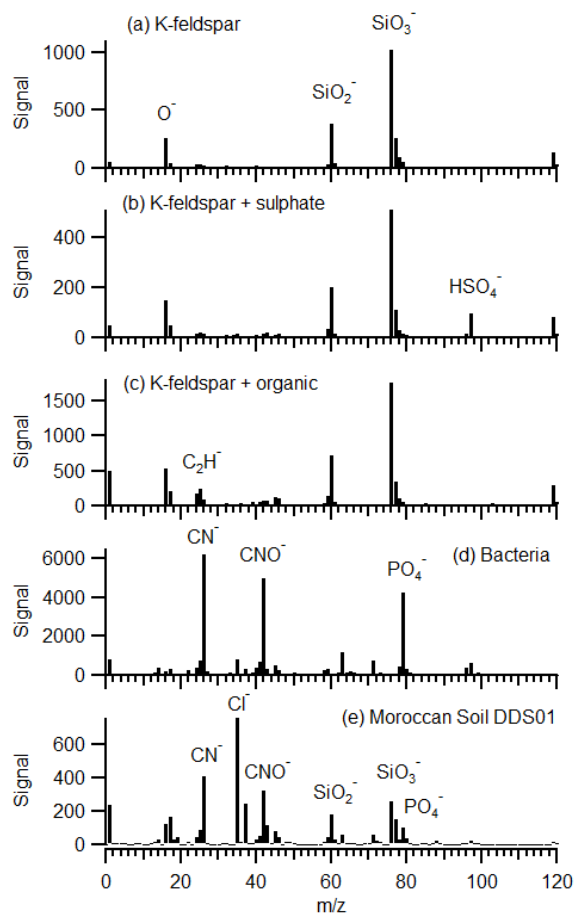 (a) K-feldspar
SiO₃⁻
1000
Signal
500
0
O⁻
SiO₂⁻
(b) K-feldspar + sulphate
400
Signal
200
0
HSO₄⁻
(c) K-feldspar + organic
1500
Signal
1000
500
0
C₂H⁻
CN⁻
CNO⁻
PO₄⁻
(d) Bacteria
6000
Signal
4000
2000
0
Cl⁻
(e) Moroccan Soil DDS01
600
Signal
400
200
0
CN⁻
CNO⁻
SiO₂⁻
SiO₃⁻
PO₄⁻
0 20 40 60 80 100 120
m/z